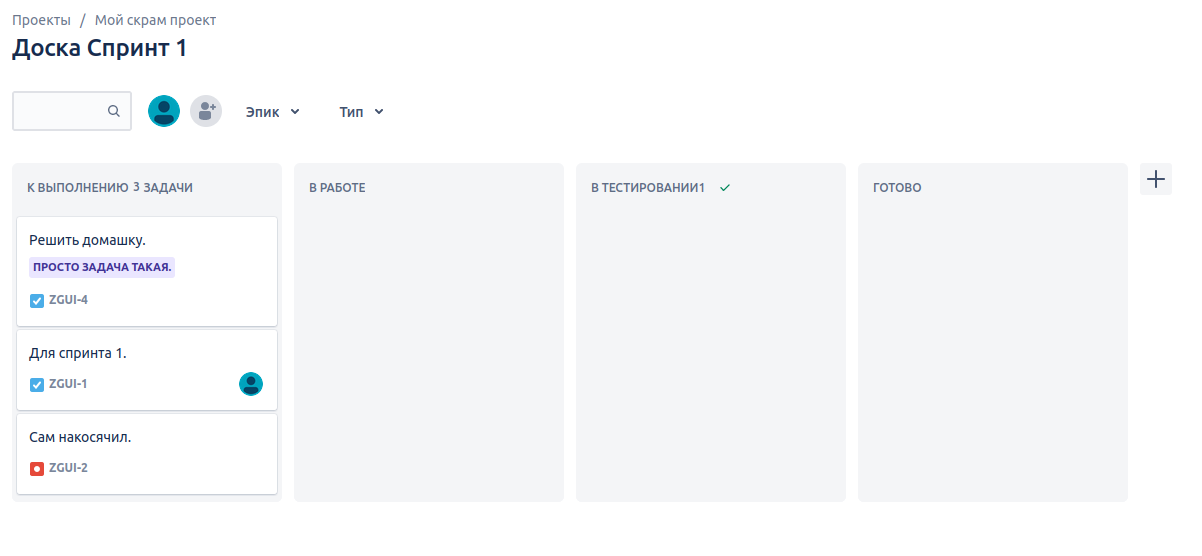 Проекты / Мой скрам проект
Доска Спринт 1
Эпик
Тип
К ВЫПОЛНЕНИЮ 3 ЗАДАЧИ
В РАБОТЕ
В ТЕСТИРОВАНИИ1
ГОТОВО
Решить домашку.
ПРОСТО ЗАДАЧА ТАКАЯ.
ZGUI-4
Для спринта 1.
ZGUI-1
Сам накосячил.
ZGUI-2